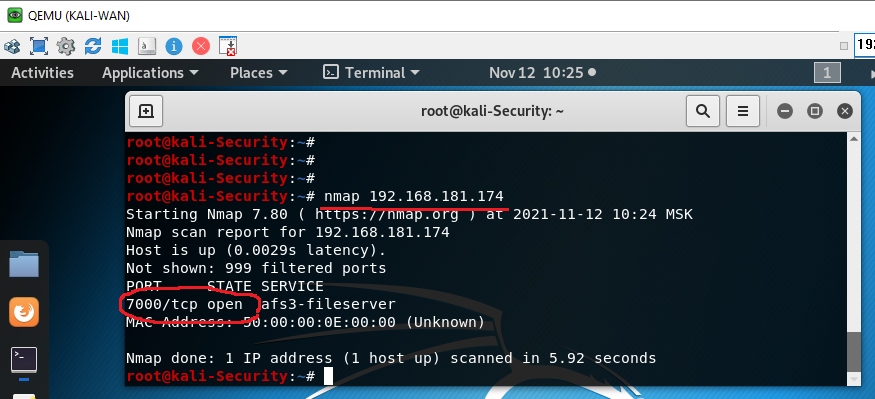 QEMU (KALI-WAN)
192
Activities Applications Places Terminal Nov 12 10:25 1
root@kali-Security: ~
root@kali-Security:~#
root@kali-Security:~#
root@kali-Security:~#
root@kali-Security:~# nmap 192.168.181.174
Starting Nmap 7.80 ( https://nmap.org ) at 2021-11-12 10:24 MSK
Nmap scan report for 192.168.181.174
Host is up (0.0029s latency).
Not shown: 999 filtered ports
PORT     STATE SERVICE
7000/tcp open  afs3-fileserver
MAC Address: 50:00:00:0E:00:00 (Unknown)
Nmap done: 1 IP address (1 host up) scanned in 5.92 seconds
root@kali-Security:~#